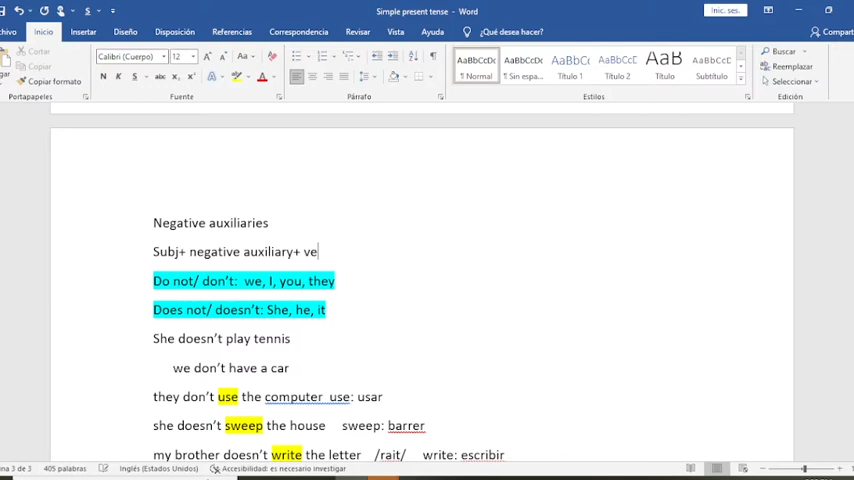 Simple present tense - Word
Inic. ses.
Inicio Insertar Disposición Referencias Correspondencia Revisar Vista Ayuda ¿Qué desea hacer?
Cortar
Copiar
Copiar formato
Portapapeles
Calibri (Cuerpo) 12
Fuente
Párrafo
AaBbCcDc AaBbCcDc AaBbCc AaBbCcD AaB AaBbCcD
¶ Normal ¶ Sin espa... Título 1 Título 2 Título Subtítulo
Estilos
Buscar
Reemplazar
Seleccionar
Edición
Negative auxiliaries
Subj+ negative auxiliary+ ve
Do not/ don't: we, I, you, they
Does not/ doesn't: She, he, it
She doesn't play tennis
we don't have a car
they don't use the computer use: usar
she doesn't sweep the house sweep: barrer
my brother doesn't write the letter /rait/ write: escribir
3 de 3 405 palabras Inglés (Estados Unidos) Accesibilidad: es necesario investigar